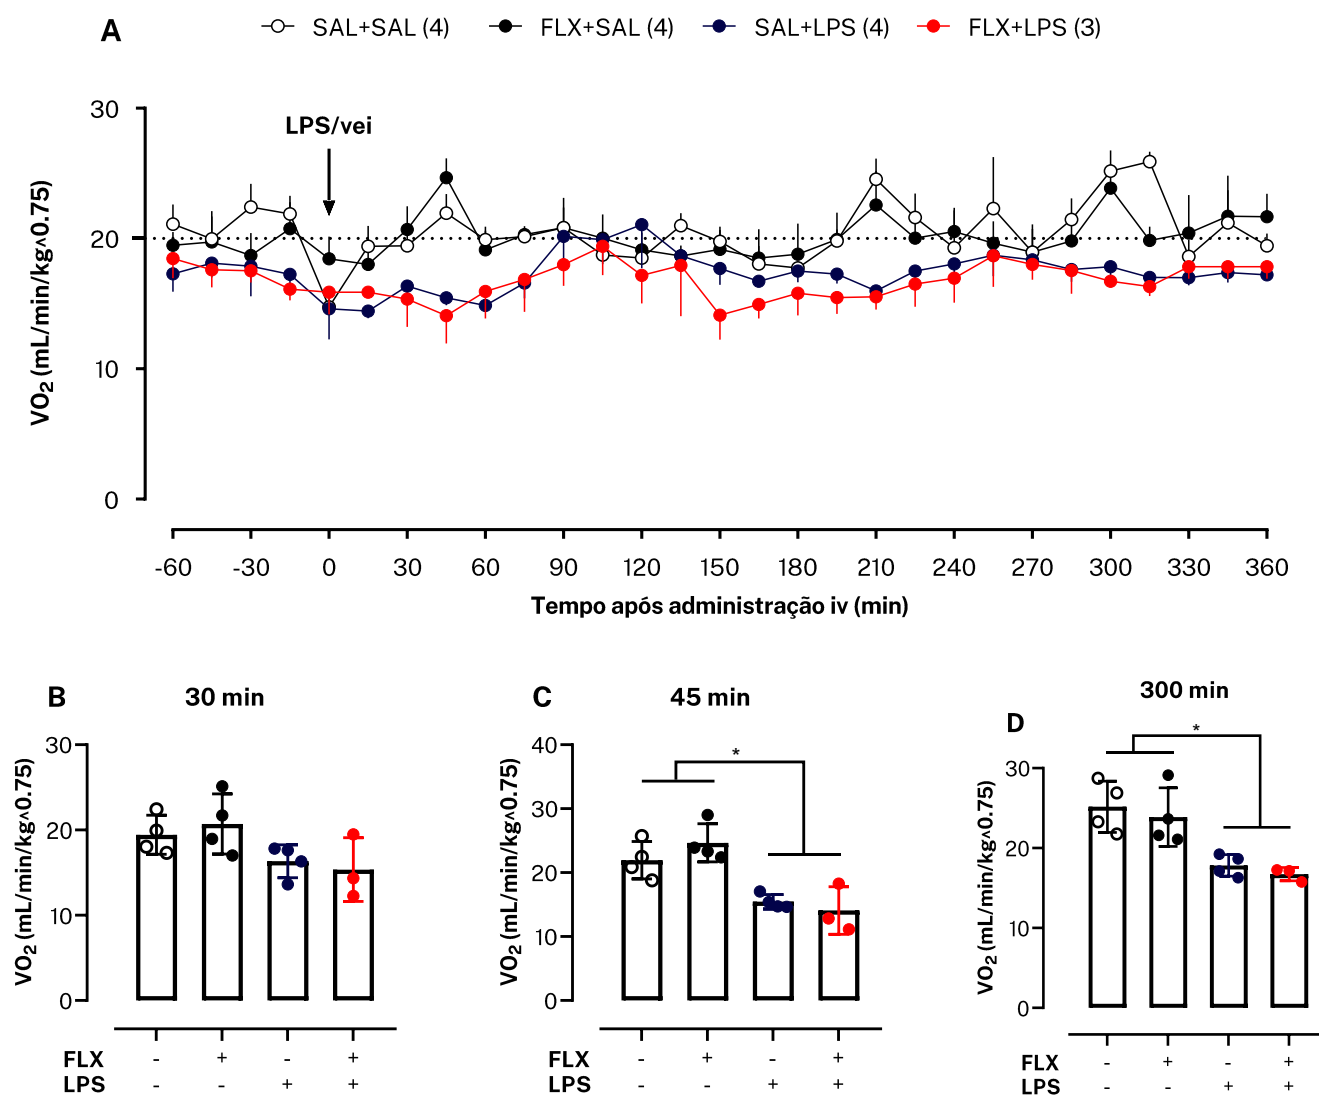 A
SAL+SAL (4) FLX+SAL (4) SAL+LPS (4) FLX+LPS (3)
LPS/vei
VO2 (mL/min/kg^0.75)
30
20
10
0
-60 -30 0 30 60 90 120 150 180 210 240 270 300 330 360
Tempo após administração iv (min)
B
30 min
VO2 (mL/min/kg^0.75)
30
20
10
0
FLX - + - +
LPS - - + +
C
45 min
*
VO2 (mL/min/kg^0.75)
40
30
20
10
0
- + - +
- - + +
D
300 min
*
VO2 (mL/min/kg^0.75)
30
20
10
0
FLX - + - +
LPS - - + +